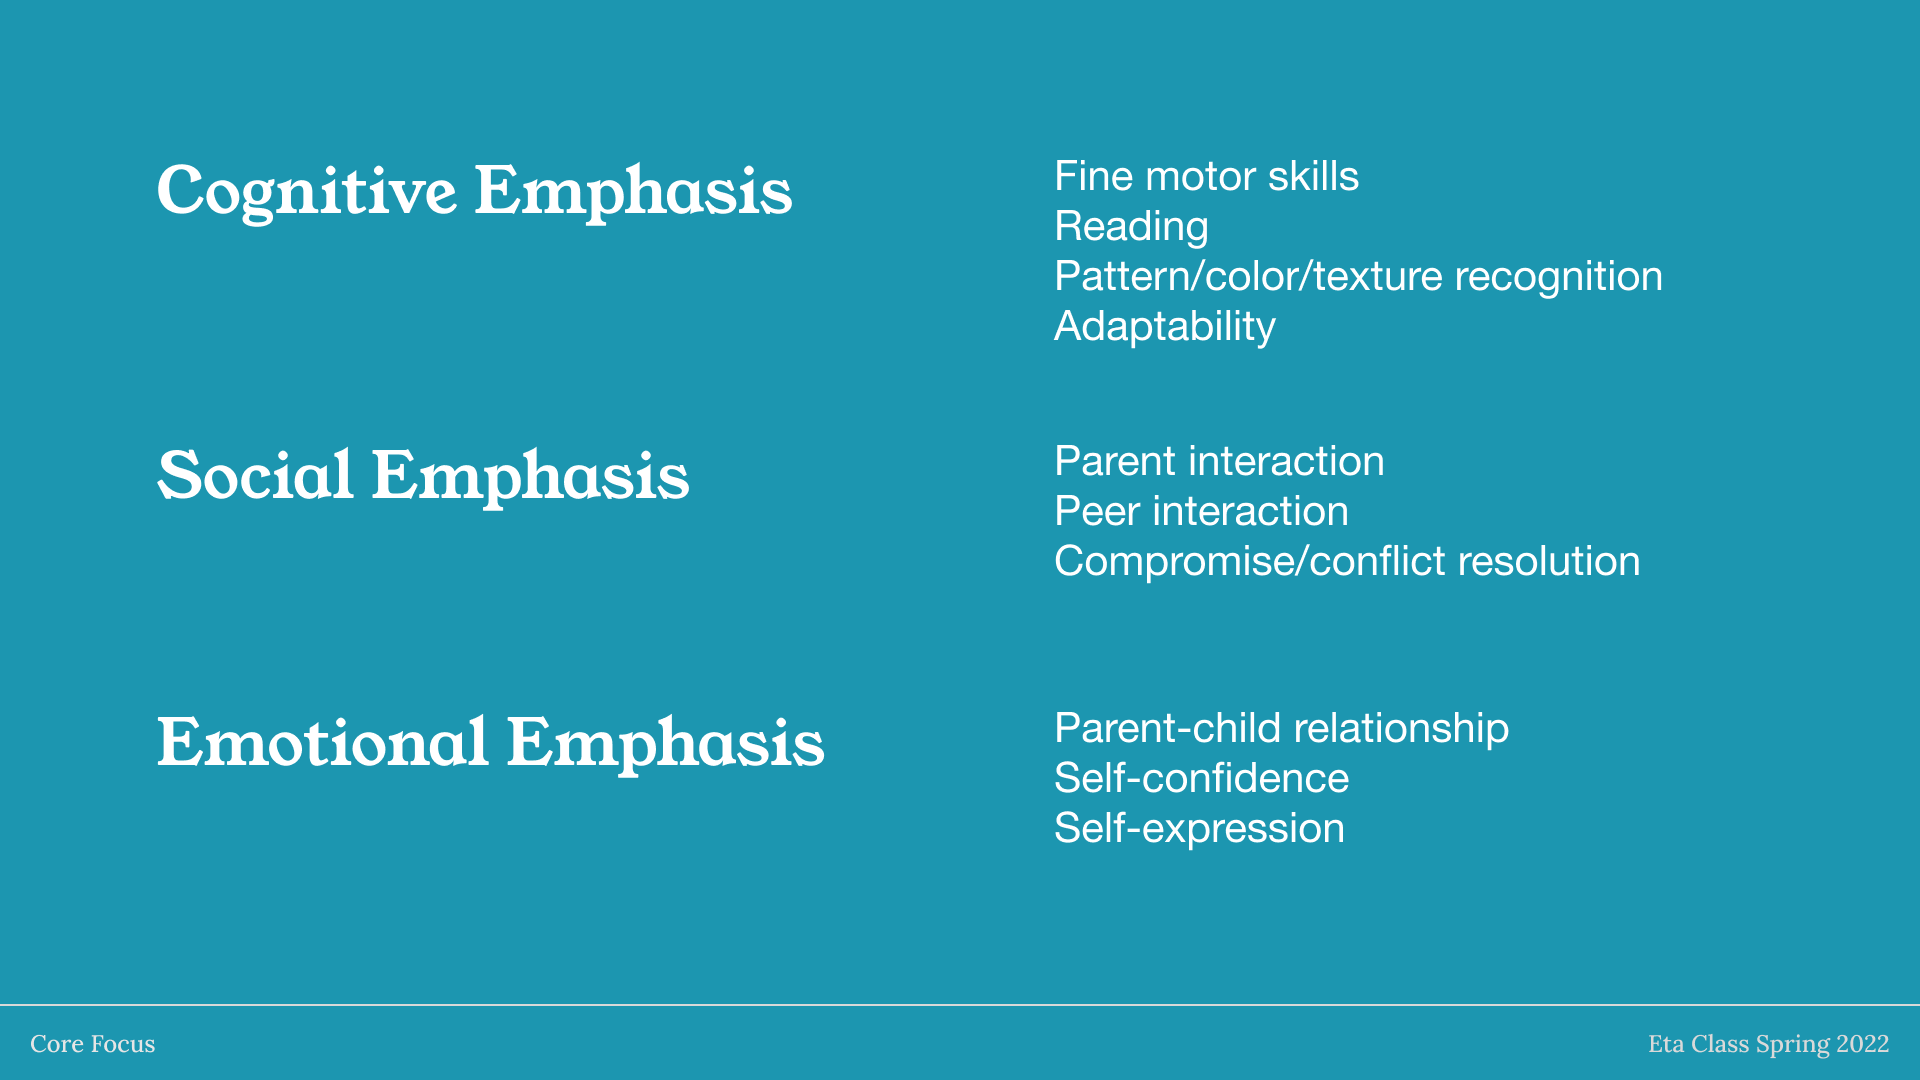 Cognitive Emphasis
Fine motor skills
Reading
Pattern/color/texture recognition
Adaptability
Social Emphasis
Parent interaction
Peer interaction
Compromise/conflict resolution
Emotional Emphasis
Parent-child relationship
Self-confidence
Self-expression
Core Focus
Eta Class Spring 2022